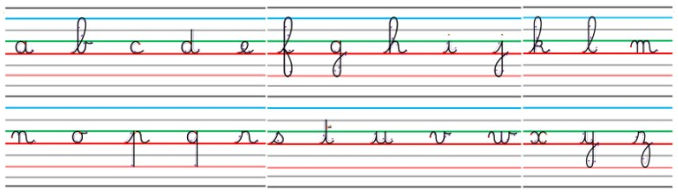 a b c d e f g h i j k l m
n o p q r s t u v w x y z